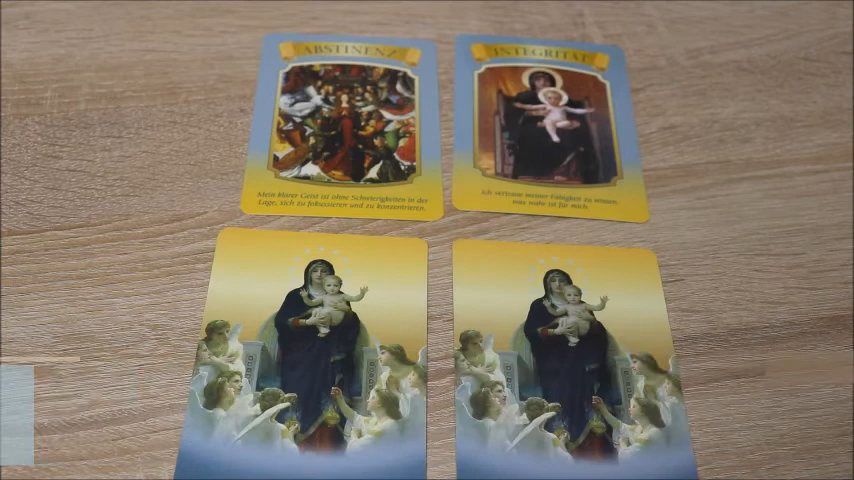 ABSTINENZ
Mein klarer Geist ist ohne Schwierigkeiten in der
Lage, sich zu fokussieren und zu konzentrieren.
INTEGRITÄT
Ich vertraue meiner Fähigkeit zu wissen,
was wahr ist für mich.